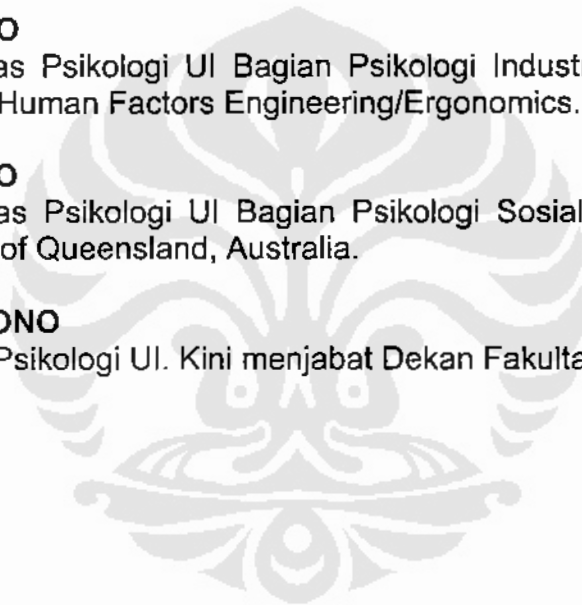 O
as Psikologi UI Bagian Psikologi Industr
Human Factors Engineering/Ergonomics.
O
as Psikologi UI Bagian Psikologi Sosial
of Queensland, Australia.
ONO
Psikologi UI. Kini menjabat Dekan Fakulta